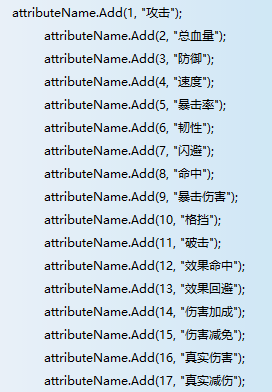 attributeName.Add(1, "攻击");
attributeName.Add(2, "总血量");
attributeName.Add(3, "防御");
attributeName.Add(4, "速度");
attributeName.Add(5, "暴击率");
attributeName.Add(6, "韧性");
attributeName.Add(7, "闪避");
attributeName.Add(8, "命中");
attributeName.Add(9, "暴击伤害");
attributeName.Add(10, "格挡");
attributeName.Add(11, "破击");
attributeName.Add(12, "效果命中");
attributeName.Add(13, "效果回避");
attributeName.Add(14, "伤害加成");
attributeName.Add(15, "伤害减免");
attributeName.Add(16, "真实伤害");
attributeName.Add(17, "真实减伤");